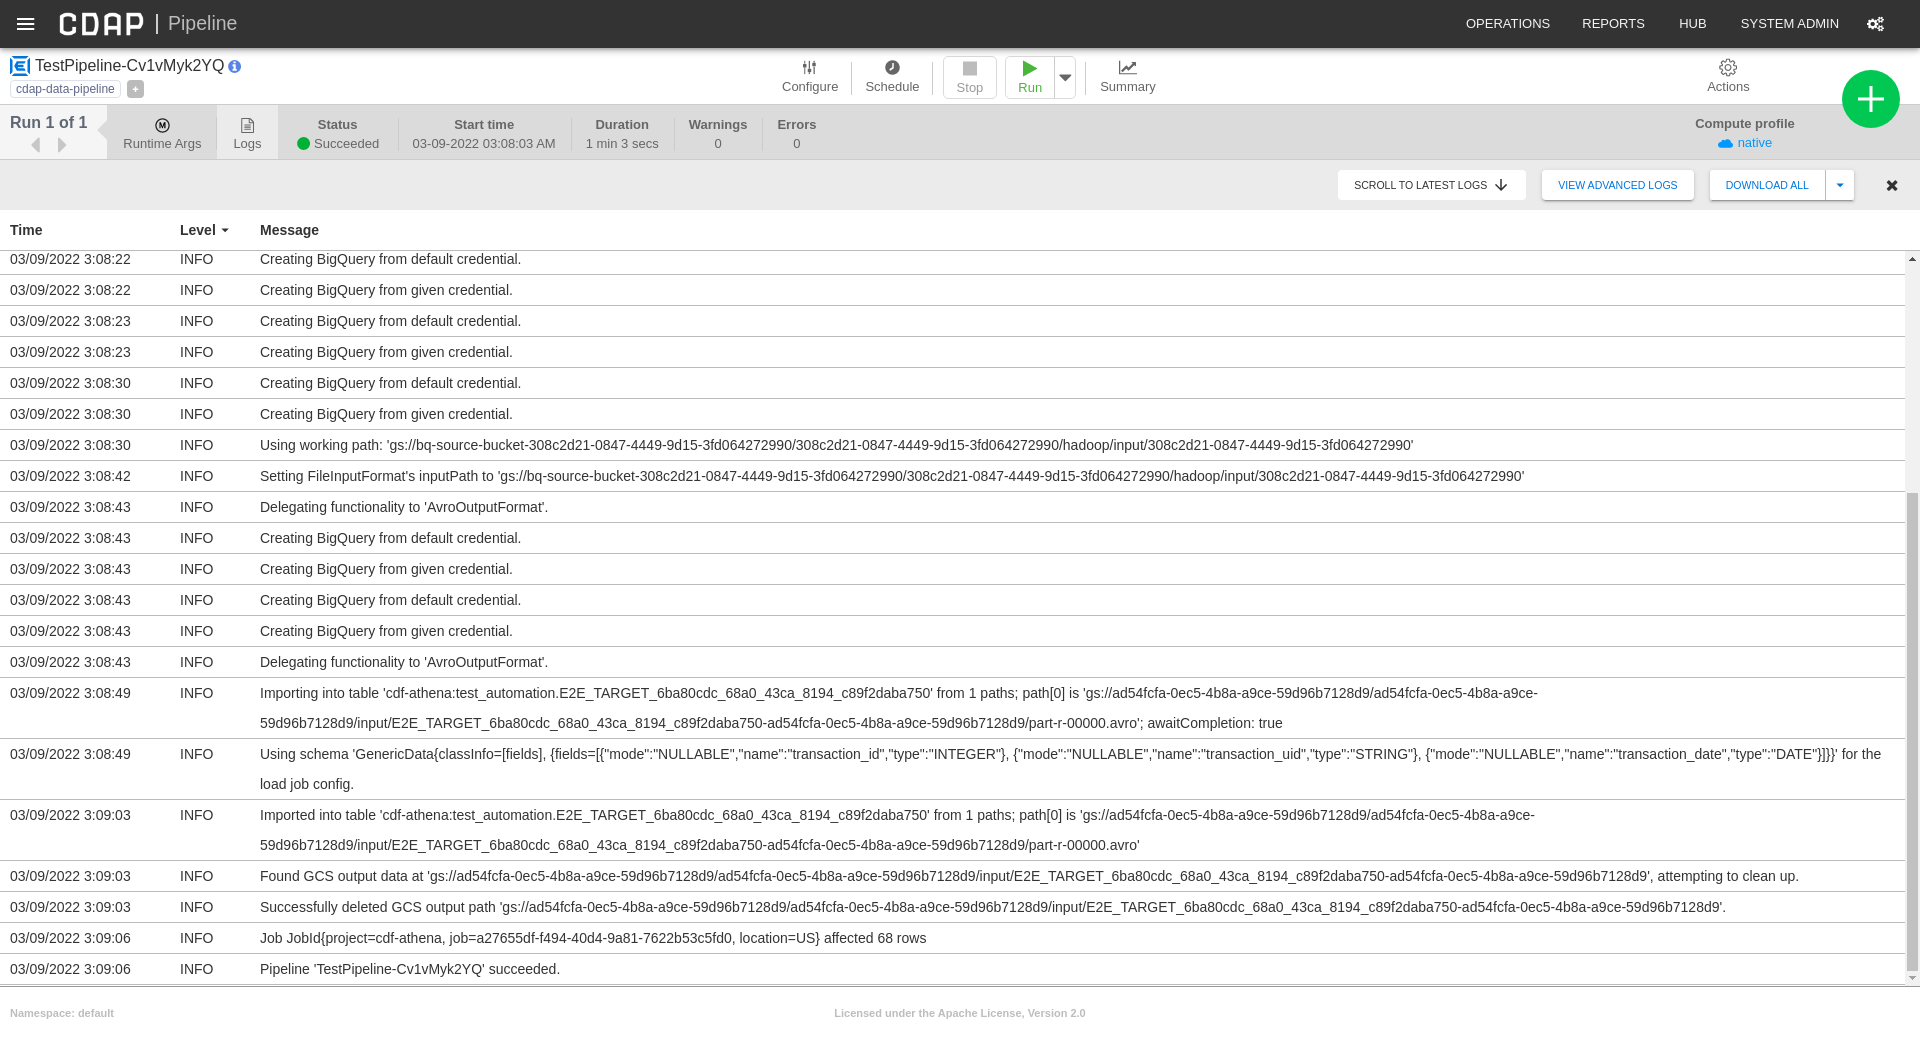 CDAP | Pipeline OPERATIONS REPORTS HUB SYSTEM ADMIN
TestPipeline-Cv1vMyk2YQ
cdap-data-pipeline +
Configure Schedule Stop Run Summary Actions
Run 1 of 1
Runtime Args Logs
Status Start time Duration Warnings Errors Compute profile
Succeeded 03-09-2022 03:08:03 AM 1 min 3 secs 0 0 native
SCROLL TO LATEST LOGS VIEW ADVANCED LOGS DOWNLOAD ALL
Time Level Message
03/09/2022 3:08:22 INFO Creating BigQuery from default credential.
03/09/2022 3:08:22 INFO Creating BigQuery from given credential.
03/09/2022 3:08:23 INFO Creating BigQuery from default credential.
03/09/2022 3:08:23 INFO Creating BigQuery from given credential.
03/09/2022 3:08:30 INFO Creating BigQuery from default credential.
03/09/2022 3:08:30 INFO Creating BigQuery from given credential.
03/09/2022 3:08:30 INFO Using working path: 'gs://bq-source-bucket-308c2d21-0847-4449-9d15-3fd064272990/308c2d21-0847-4449-9d15-3fd064272990/hadoop/input/308c2d21-0847-4449-9d15-3fd064272990'
03/09/2022 3:08:42 INFO Setting FileInputFormat's inputPath to 'gs://bq-source-bucket-308c2d21-0847-4449-9d15-3fd064272990/308c2d21-0847-4449-9d15-3fd064272990/hadoop/input/308c2d21-0847-4449-9d15-3fd064272990'
03/09/2022 3:08:43 INFO Delegating functionality to 'AvroOutputFormat'.
03/09/2022 3:08:43 INFO Creating BigQuery from default credential.
03/09/2022 3:08:43 INFO Creating BigQuery from given credential.
03/09/2022 3:08:43 INFO Creating BigQuery from default credential.
03/09/2022 3:08:43 INFO Creating BigQuery from given credential.
03/09/2022 3:08:43 INFO Delegating functionality to 'AvroOutputFormat'.
03/09/2022 3:08:49 INFO Importing into table 'cdf-athena:test_automation.E2E_TARGET_6ba80cdc_68a0_43ca_8194_c89f2daba750' from 1 paths; path[0] is 'gs://ad54fcfa-0ec5-4b8a-a9ce-59d96b7128d9/ad54fcfa-0ec5-4b8a-a9ce-
59d96b7128d9/input/E2E_TARGET_6ba80cdc_68a0_43ca_8194_c89f2daba750-ad54fcfa-0ec5-4b8a-a9ce-59d96b7128d9/part-r-00000.avro'; awaitCompletion: true
03/09/2022 3:08:49 INFO Using schema 'GenericData{classInfo=[fields], {fields=[{"mode":"NULLABLE","name":"transaction_id","type":"INTEGER"}, {"mode":"NULLABLE","name":"transaction_uid","type":"STRING"}, {"mode":"NULLABLE","name":"transaction_date","type":"DATE"}]}}' for the
load job config.
03/09/2022 3:09:03 INFO Imported into table 'cdf-athena:test_automation.E2E_TARGET_6ba80cdc_68a0_43ca_8194_c89f2daba750' from 1 paths; path[0] is 'gs://ad54fcfa-0ec5-4b8a-a9ce-59d96b7128d9/ad54fcfa-0ec5-4b8a-a9ce-
59d96b7128d9/input/E2E_TARGET_6ba80cdc_68a0_43ca_8194_c89f2daba750-ad54fcfa-0ec5-4b8a-a9ce-59d96b7128d9/part-r-00000.avro'
03/09/2022 3:09:03 INFO Found GCS output data at 'gs://ad54fcfa-0ec5-4b8a-a9ce-59d96b7128d9/ad54fcfa-0ec5-4b8a-a9ce-59d96b7128d9/input/E2E_TARGET_6ba80cdc_68a0_43ca_8194_c89f2daba750-ad54fcfa-0ec5-4b8a-a9ce-59d96b7128d9', attempting to clean up.
03/09/2022 3:09:03 INFO Successfully deleted GCS output path 'gs://ad54fcfa-0ec5-4b8a-a9ce-59d96b7128d9/ad54fcfa-0ec5-4b8a-a9ce-59d96b7128d9/input/E2E_TARGET_6ba80cdc_68a0_43ca_8194_c89f2daba750-ad54fcfa-0ec5-4b8a-a9ce-59d96b7128d9'.
03/09/2022 3:09:06 INFO Job JobId{project=cdf-athena, job=a27655df-f494-40d4-9a81-7622b53c5fd0, location=US} affected 68 rows
03/09/2022 3:09:06 INFO Pipeline 'TestPipeline-Cv1vMyk2YQ' succeeded.
Namespace: default Licensed under the Apache License, Version 2.0